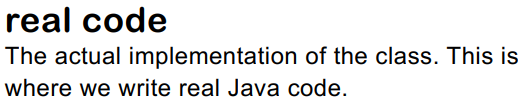 real code
The actual implementation of the class. This is
where we write real Java code.